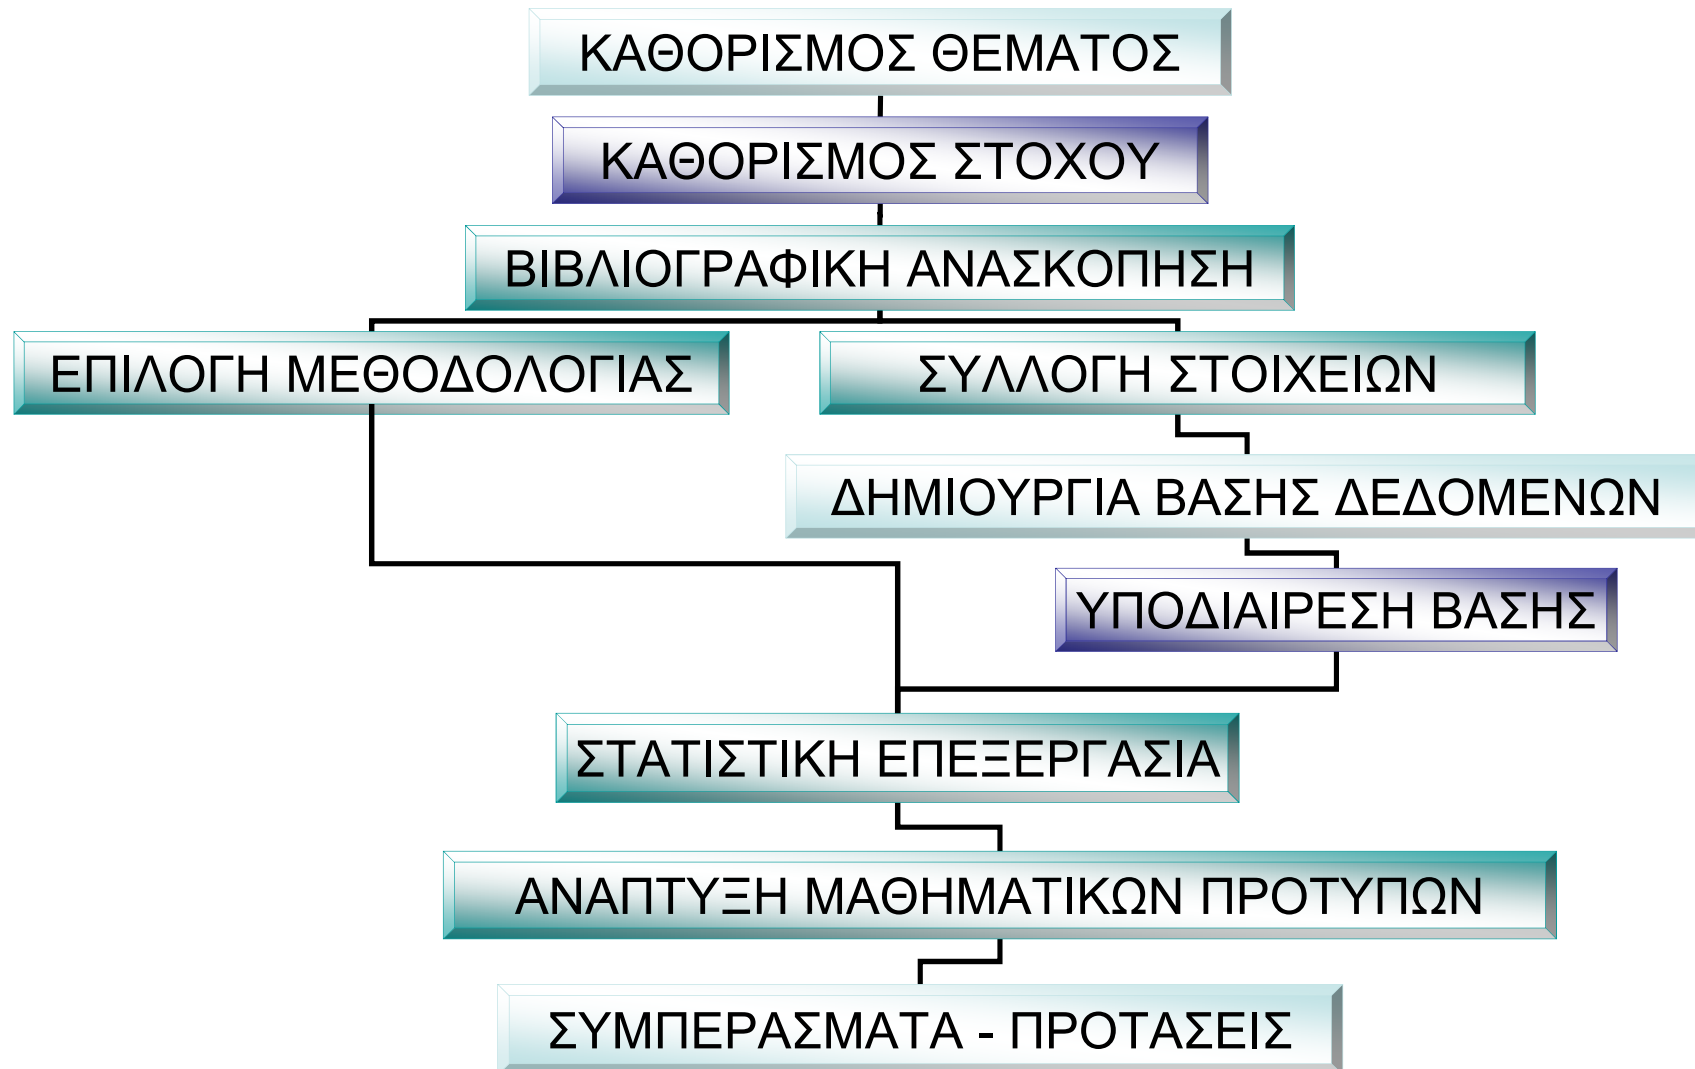 ΚΑΘΟΡΙΣΜΟΣ ΘΕΜΑΤΟΣ
ΚΑΘΟΡΙΣΜΟΣ ΣΤΟΧΟΥ
ΒΙΒΛΙΟΓΡΑΦΙΚΗ ΑΝΑΣΚΟΠΗΣΗ
ΕΠΙΛΟΓΗ ΜΕΘΟΔΟΛΟΓΙΑΣ
ΣΥΛΛΟΓΗ ΣΤΟΙΧΕΙΩΝ
ΔΗΜΙΟΥΡΓΙΑ ΒΑΣΗΣ ΔΕΔΟΜΕΝΩΝ
ΥΠΟΔΙΑΙΡΕΣΗ ΒΑΣΗΣ
ΣΤΑΤΙΣΤΙΚΗ ΕΠΕΞΕΡΓΑΣΙΑ
ΑΝΑΠΤΥΞΗ ΜΑΘΗΜΑΤΙΚΩΝ ΠΡΟΤΥΠΩΝ
ΣΥΜΠΕΡΑΣΜΑΤΑ - ΠΡΟΤΑΣΕΙΣ